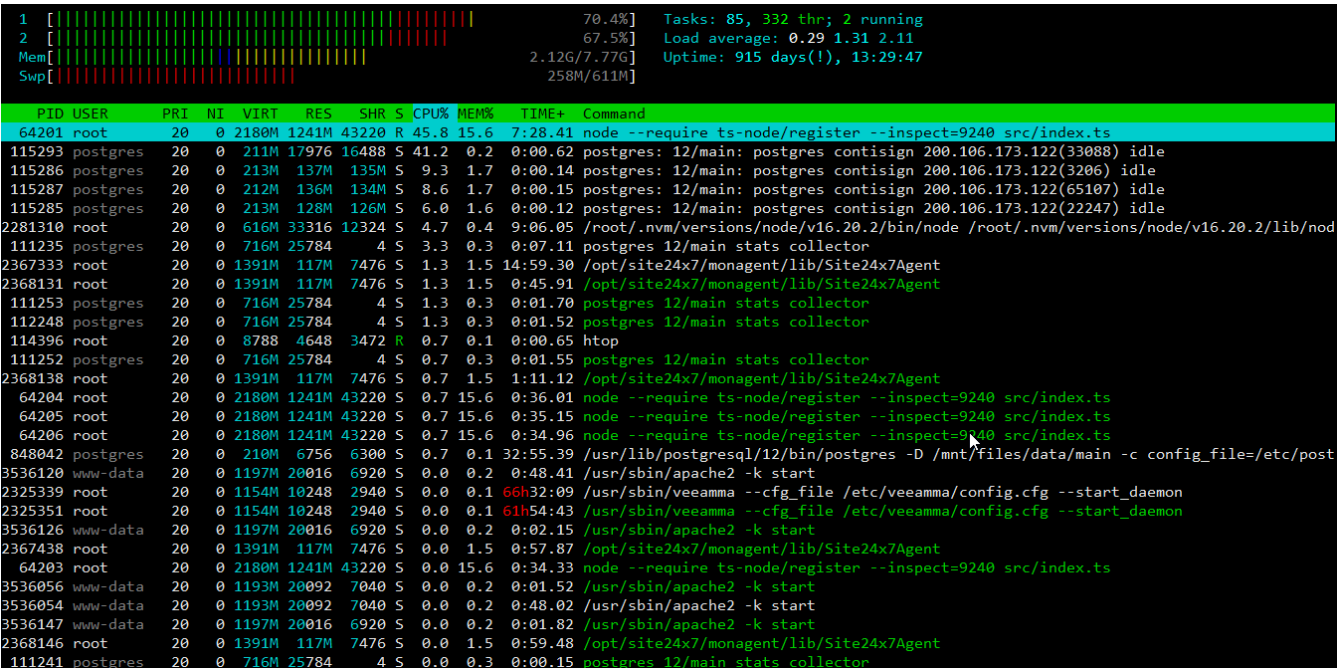 1 [|||||||||||||||||||||||||||||||||||||||||||||||||| 70.4%] Tasks: 85, 332 thr; 2 running
2 [||||||||||||||||||||||||||||||||||||||||||||||| 67.5%] Load average: 0.29 1.31 2.11
Mem[||||||||||||||||||||||||||||||||||||||| 2.12G/7.77G] Uptime: 915 days(!), 13:29:47
Swp[||||||||||||||||||||||||||||||| 258M/611M]
PID USER PRI NI VIRT RES SHR S CPU% MEM% TIME+ Command
64201 root 20 0 2180M 1241M 43220 R 45.8 15.6 7:28.41 node --require ts-node/register --inspect=9240 src/index.ts
115293 postgres 20 0 211M 17976 16488 S 41.2 0.2 0:00.62 postgres: 12/main: postgres contisign 200.106.173.122(33088) idle
115286 postgres 20 0 213M 137M 135M S 9.3 1.7 0:00.14 postgres: 12/main: postgres contisign 200.106.173.122(3206) idle
115287 postgres 20 0 212M 136M 134M S 8.6 1.7 0:00.15 postgres: 12/main: postgres contisign 200.106.173.122(65107) idle
115285 postgres 20 0 213M 128M 126M S 6.0 1.6 0:00.12 postgres: 12/main: postgres contisign 200.106.173.122(22247) idle
2281310 root 20 0 616M 33316 12324 S 4.7 0.4 9:06.05 /root/.nvm/versions/node/v16.20.2/bin/node /root/.nvm/versions/node/v16.20.2/lib/nod
111235 postgres 20 0 716M 25784 4 S 3.3 0.3 0:07.11 postgres 12/main stats collector
2367333 root 20 0 1391M 117M 7476 S 1.3 1.5 14:59.30 /opt/site24x7/monagent/lib/Site24x7Agent
2368131 root 20 0 1391M 117M 7476 S 1.3 1.5 0:45.91 /opt/site24x7/monagent/lib/Site24x7Agent
111253 postgres 20 0 716M 25784 4 S 1.3 0.3 0:01.70 postgres 12/main stats collector
112248 postgres 20 0 716M 25784 4 S 1.3 0.3 0:01.52 postgres 12/main stats collector
114396 root 20 0 8788 4648 3472 R 0.7 0.1 0:00.65 htop
111252 postgres 20 0 716M 25784 4 S 0.7 0.3 0:01.55 postgres 12/main stats collector
2368138 root 20 0 1391M 117M 7476 S 0.7 1.5 1:11.12 /opt/site24x7/monagent/lib/Site24x7Agent
64204 root 20 0 2180M 1241M 43220 S 0.7 15.6 0:36.01 node --require ts-node/register --inspect=9240 src/index.ts
64205 root 20 0 2180M 1241M 43220 S 0.7 15.6 0:35.15 node --require ts-node/register --inspect=9240 src/index.ts
64206 root 20 0 2180M 1241M 43220 S 0.7 15.6 0:34.96 node --require ts-node/register --inspect=9240 src/index.ts
848042 postgres 20 0 210M 6756 6300 S 0.7 0.1 32:55.39 /usr/lib/postgresql/12/bin/postgres -D /mnt/files/data/main -c config_file=/etc/post
3536120 www-data 20 0 1197M 20016 6920 S 0.0 0.2 0:48.41 /usr/sbin/apache2 -k start
2325339 root 20 0 1154M 10248 2940 S 0.0 0.1 66h32:09 /usr/sbin/veeamma --cfg_file /etc/veeamma/config.cfg --start_daemon
2325351 root 20 0 1154M 10248 2940 S 0.0 0.1 61h54:43 /usr/sbin/veeamma --cfg_file /etc/veeamma/config.cfg --start_daemon
3536126 www-data 20 0 1197M 20016 6920 S 0.0 0.2 0:02.15 /usr/sbin/apache2 -k start
2367438 root 20 0 1391M 117M 7476 S 0.0 1.5 0:57.87 /opt/site24x7/monagent/lib/Site24x7Agent
64203 root 20 0 2180M 1241M 43220 S 0.0 15.6 0:34.33 node --require ts-node/register --inspect=9240 src/index.ts
3536056 www-data 20 0 1193M 20092 7040 S 0.0 0.2 0:01.52 /usr/sbin/apache2 -k start
3536054 www-data 20 0 1193M 20092 7040 S 0.0 0.2 0:48.02 /usr/sbin/apache2 -k start
3536147 www-data 20 0 1197M 20016 6920 S 0.0 0.2 0:01.82 /usr/sbin/apache2 -k start
2368146 root 20 0 1391M 117M 7476 S 0.0 1.5 0:59.48 /opt/site24x7/monagent/lib/Site24x7Agent
111241 postgres 20 0 716M 25784 4 S 0.0 0.3 0:00.15 postgres 12/main stats collector